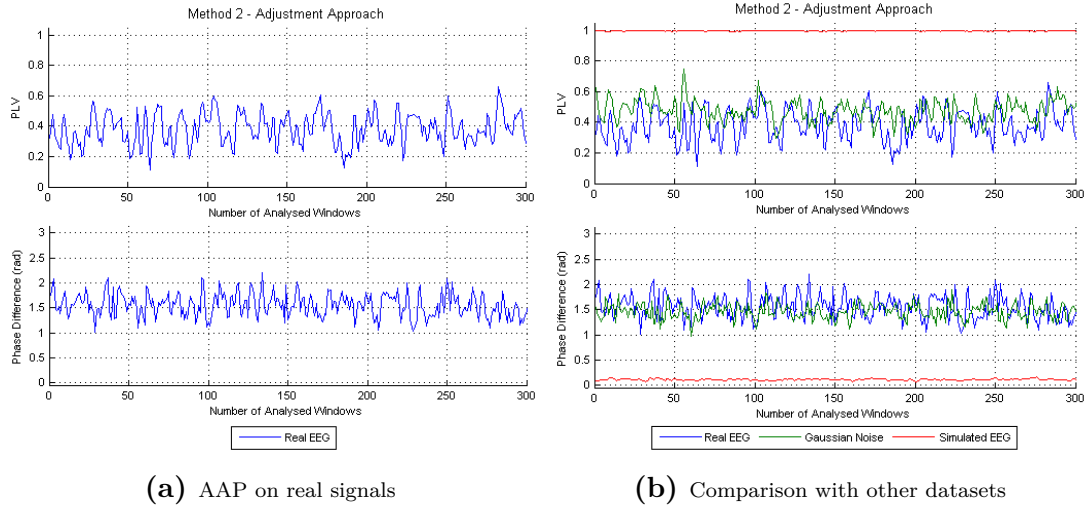 Method 2 - Adjustment Approach
PLV
1
0.8
0.6
0.4
0.2
0
0 50 100 150 200 250 300
Number of Analysed Windows
Phase Difference (rad)
3
2.5
2
1.5
1
0.5
0
0 50 100 150 200 250 300
Number of Analysed Windows
Real EEG
(a) AAP on real signals
Method 2 - Adjustment Approach
PLV
1
0.8
0.6
0.4
0.2
0
0 50 100 150 200 250 300
Number of Analysed Windows
Phase Difference (rad)
3
2.5
2
1.5
1
0.5
0
0 50 100 150 200 250 300
Number of Analysed Windows
Real EEG Gaussian Noise Simulated EEG
(b) Comparison with other datasets